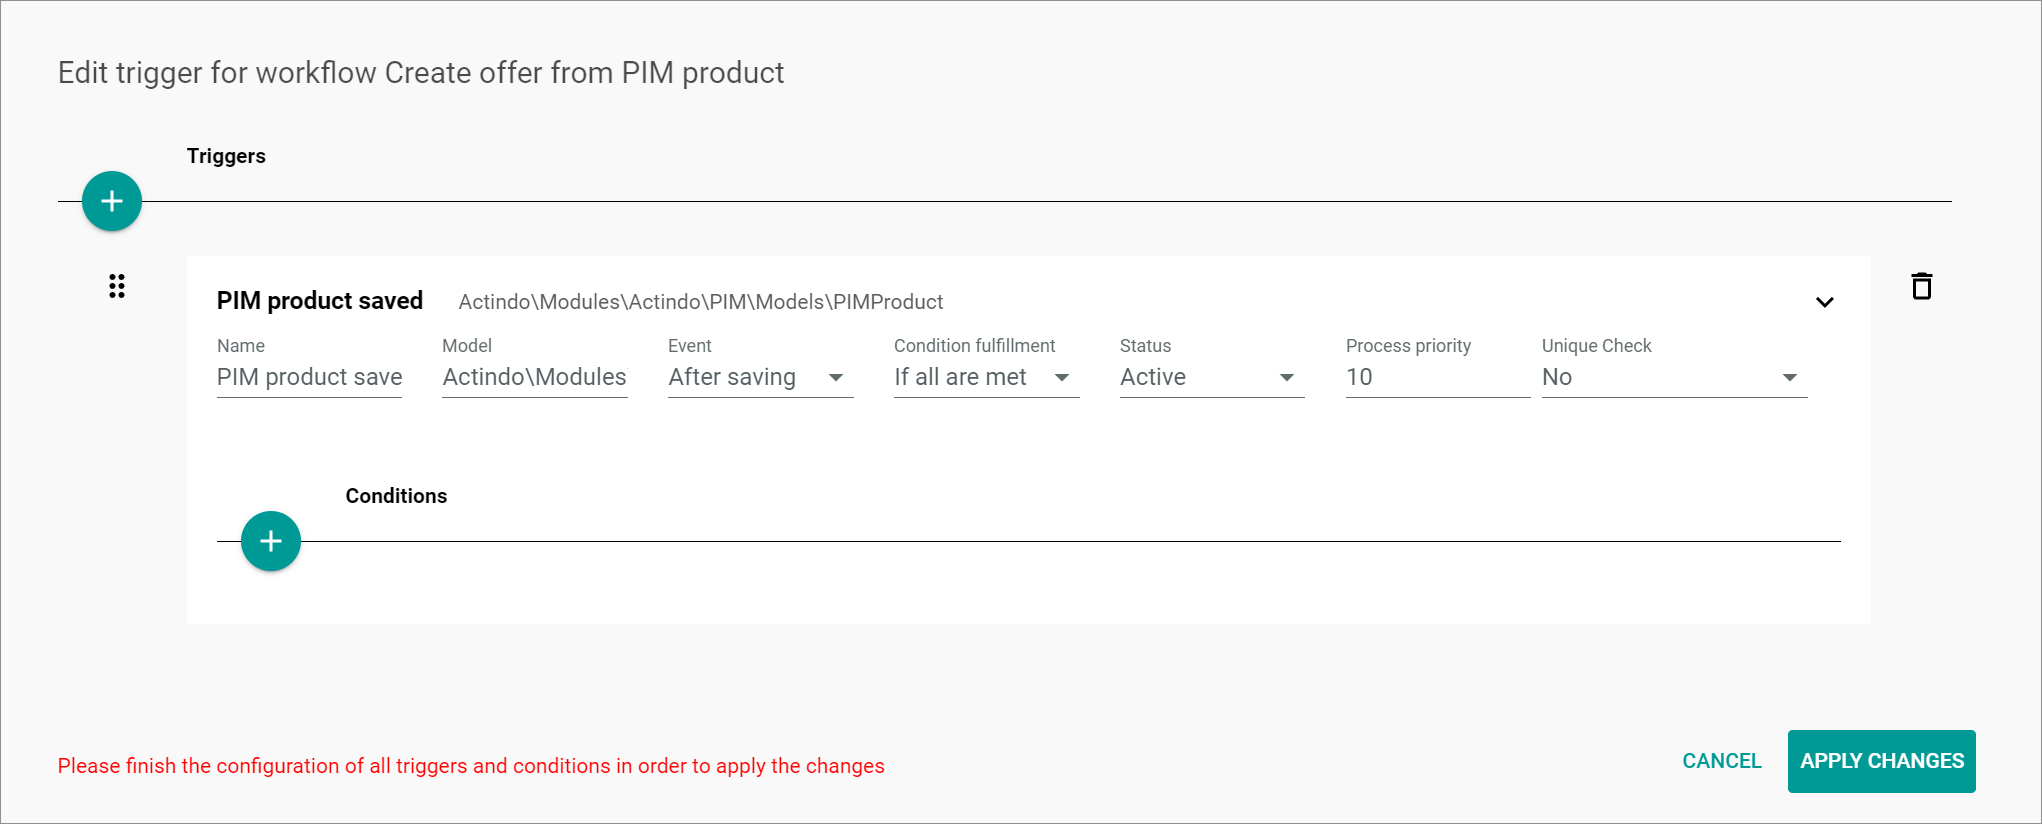 Edit trigger for workflow Create offer from PIM product
Triggers
PIM product saved Actindo\Modules\Actindo\PIM\Models\PIMProduct
Name Model Event Condition fulfillment Status Process priority Unique Check
PIM product save Actindo\Modules After saving If all are met Active 10 No
Conditions
Please finish the configuration of all triggers and conditions in order to apply the changes CANCEL APPLY CHANGES